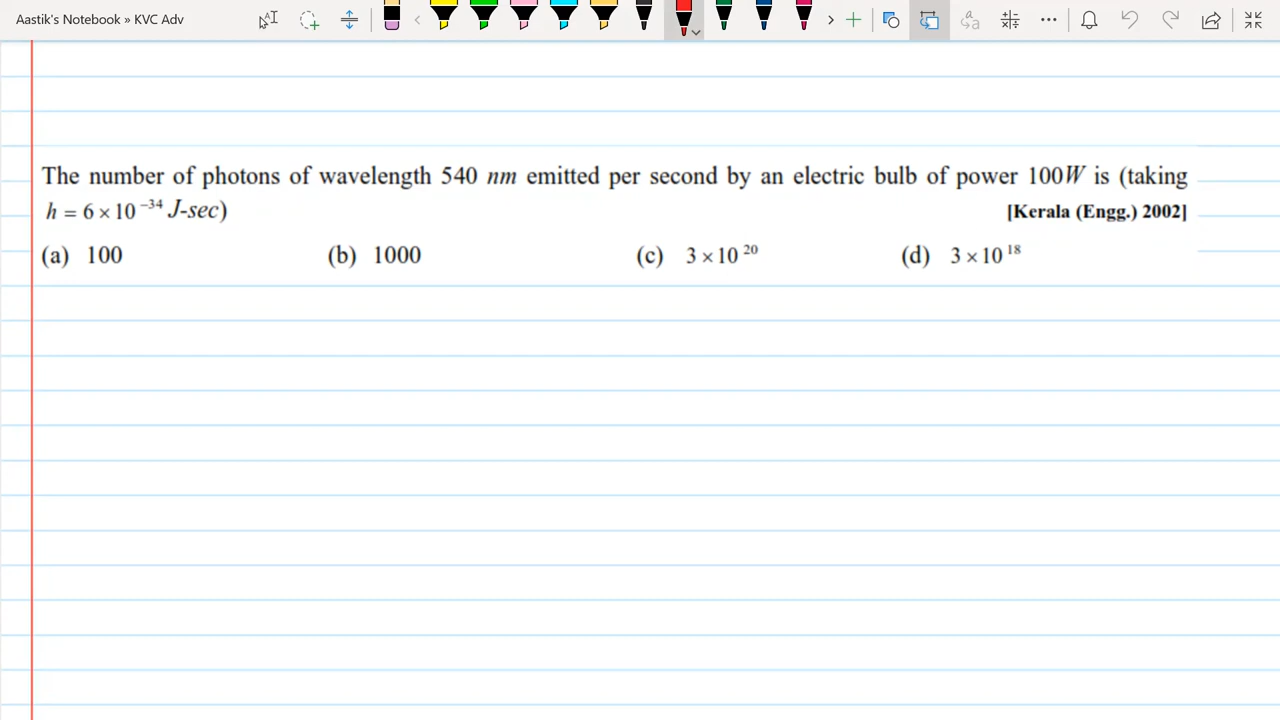 Aastik's Notebook » KVC Adv
The number of photons of wavelength 540 nm emitted per second by an electric bulb of power 100W is (taking
h = 6 × 10⁻³⁴ J-sec) [Kerala (Engg.) 2002]
(a) 100 (b) 1000 (c) 3 × 10²⁰ (d) 3 × 10¹⁸